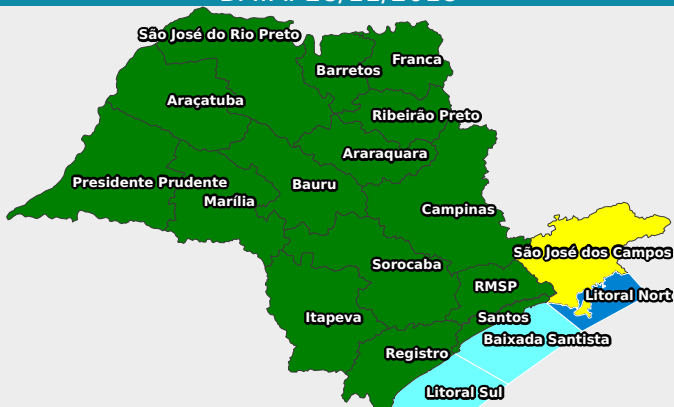 São José do Rio Preto
Franca
Barretos
Araçatuba
Ribeirão Preto
Araraquara
Presidente Prudente
Bauru
Marília
Campinas
São José dos Campos
Sorocaba
RMSP
Litoral Nort
Itapeva
Santos
Baixada Santista
Registro
Litoral Sul